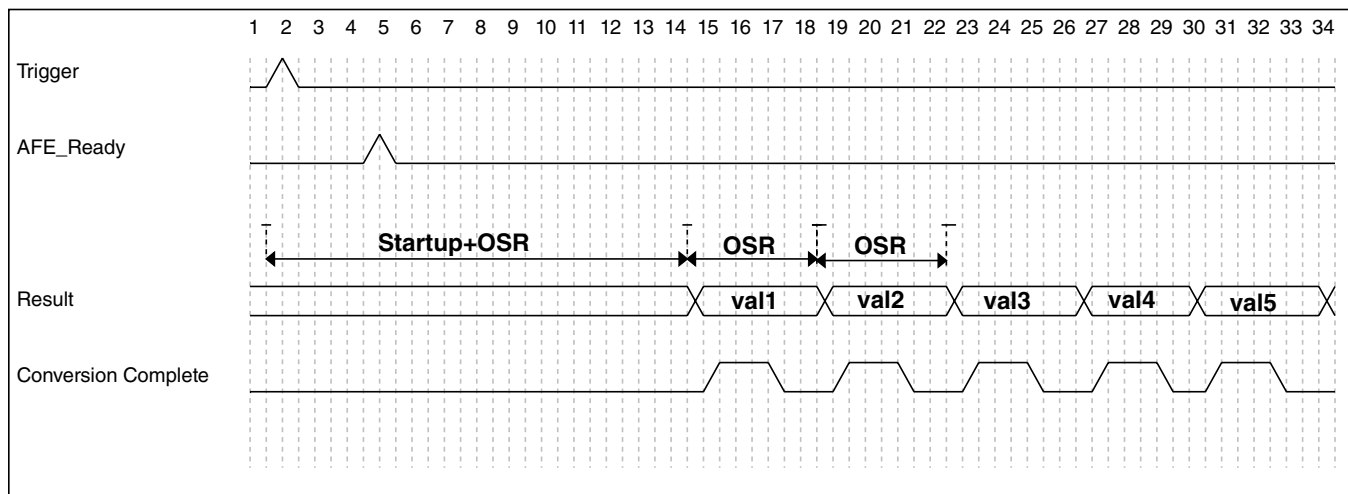 1 2 3 4 5 6 7 8 9 10 11 12 13 14 15 16 17 18 19 20 21 22 23 24 25 26 27 28 29 30 31 32 33 34
Trigger
AFE_Ready
Startup+OSR OSR OSR
Result val1 val2 val3 val4 val5
Conversion Complete